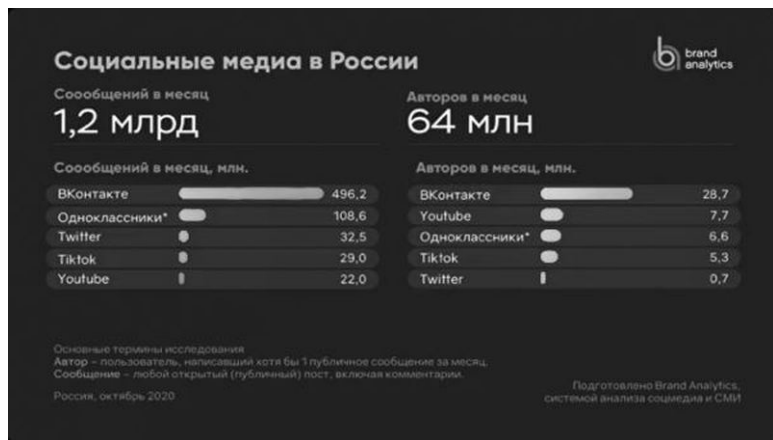 Социальные медиа в России
brand
analytics
Соообщений в месяц
1,2 млрд
Авторов в месяц
64 млн
Соообщений в месяц, млн.
ВКонтакте 496,2
Одноклассники* 108,6
Twitter 32,5
Tiktok 29,0
Youtube 22,0
Авторов в месяц, млн.
ВКонтакте 28,7
Youtube 7,7
Одноклассники* 6,6
Tiktok 5,3
Twitter 0,7
Основные термины исследования
Автор – пользователь, написавший хотя бы 1 публичное сообщение за месяц.
Сообщение – любой открытый (публичный) пост, включая комментарии.
Россия, октябрь 2020
Подготовлено Brand Analytics,
системой анализа соцмедиа и СМИ